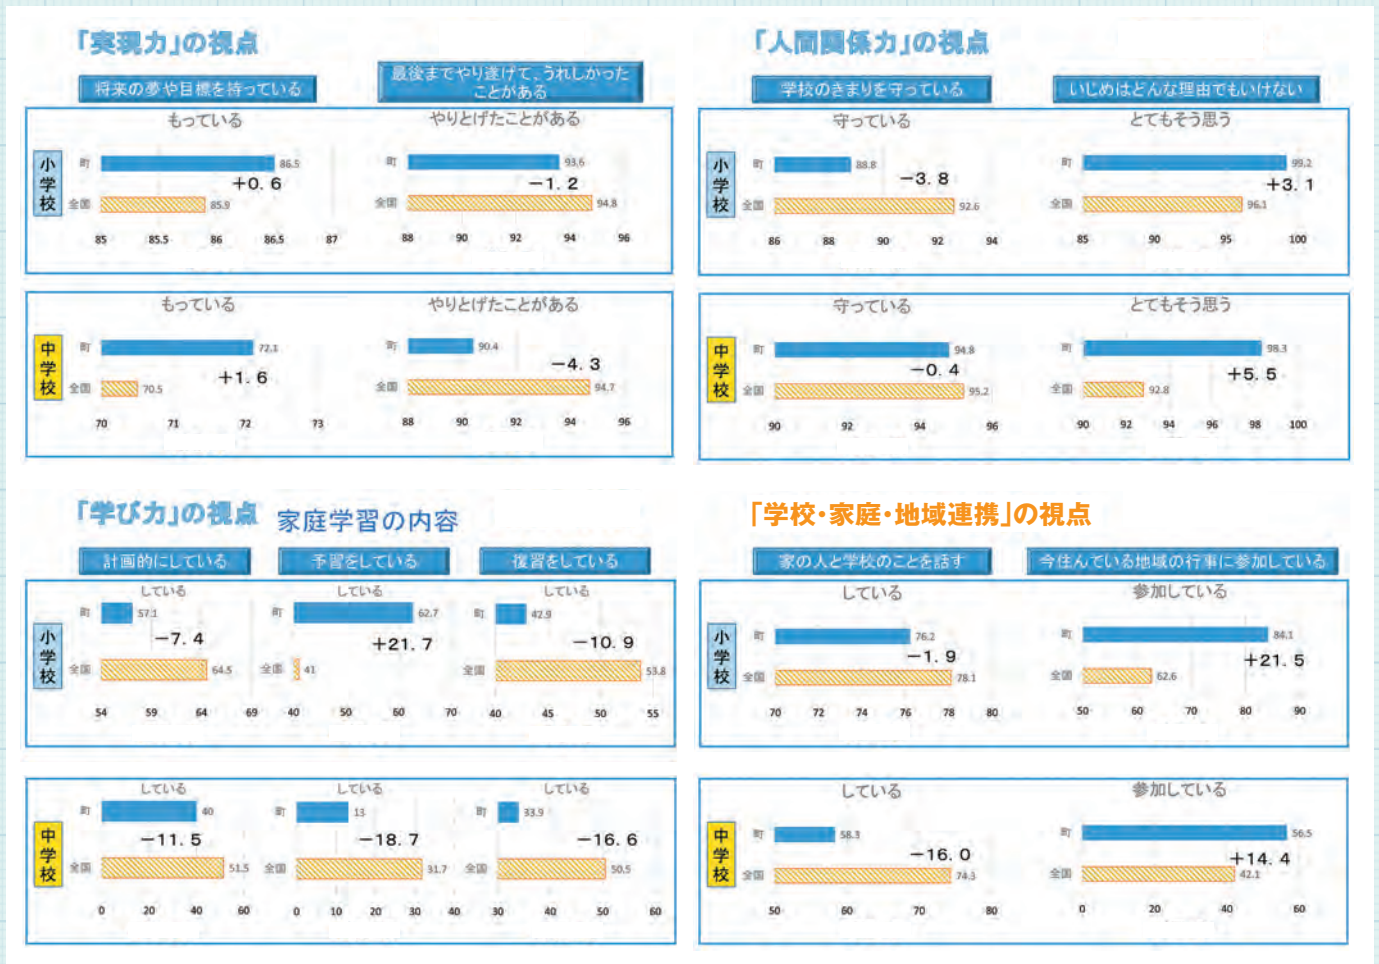 「実現力」の視点
将来の夢や目標を持っている
最後までやり遂げて、うれしかった
ことがある
小学校
もっている
町 86.5
+0.6
全国 85.9
85 85.5 86 86.5 87
やりとげたことがある
町 93.6
-1.2
全国 94.8
88 90 92 94 96
中学校
もっている
町 72.1
+1.6
全国 70.5
70 71 72 73
やりとげたことがある
町 90.4
-4.3
全国 94.7
88 90 92 94 96
「人間関係力」の視点
学校のきまりを守っている
いじめはどんな理由でもいけない
小学校
守っている
町 88.8
-3.8
全国 92.6
86 88 90 92 94
とてもそう思う
町 99.2
+3.1
全国 96.1
85 90 95 100
中学校
守っている
町 94.8
-0.4
全国 95.2
90 92 94 96
とてもそう思う
町 98.3
+5.5
全国 92.8
90 92 94 96 98 100
「学び力」の視点 家庭学習の内容
計画的にしている
予習をしている
復習をしている
小学校
している
町 57.1
-7.4
全国 64.5
54 59 64 69
している
町 62.7
+21.7
全国 41
40 50 60 70
している
町 42.9
-10.9
全国 53.8
40 45 50 55
中学校
している
町 40
-11.5
全国 51.5
0 20 40 60
している
町 13
-18.7
全国 31.7
0 10 20 30 40
している
町 33.9
-16.6
全国 50.5
30 40 50 60
「学校・家庭・地域連携」の視点
家の人と学校のことを話す
今住んでいる地域の行事に参加している
小学校
している
町 76.2
-1.9
全国 78.1
70 72 74 76 78 80
参加している
町 84.1
+21.5
全国 62.6
50 60 70 80 90
中学校
している
町 58.3
-16.0
全国 74.3
50 60 70 80
参加している
町 56.5
+14.4
全国 42.1
0 20 40 60